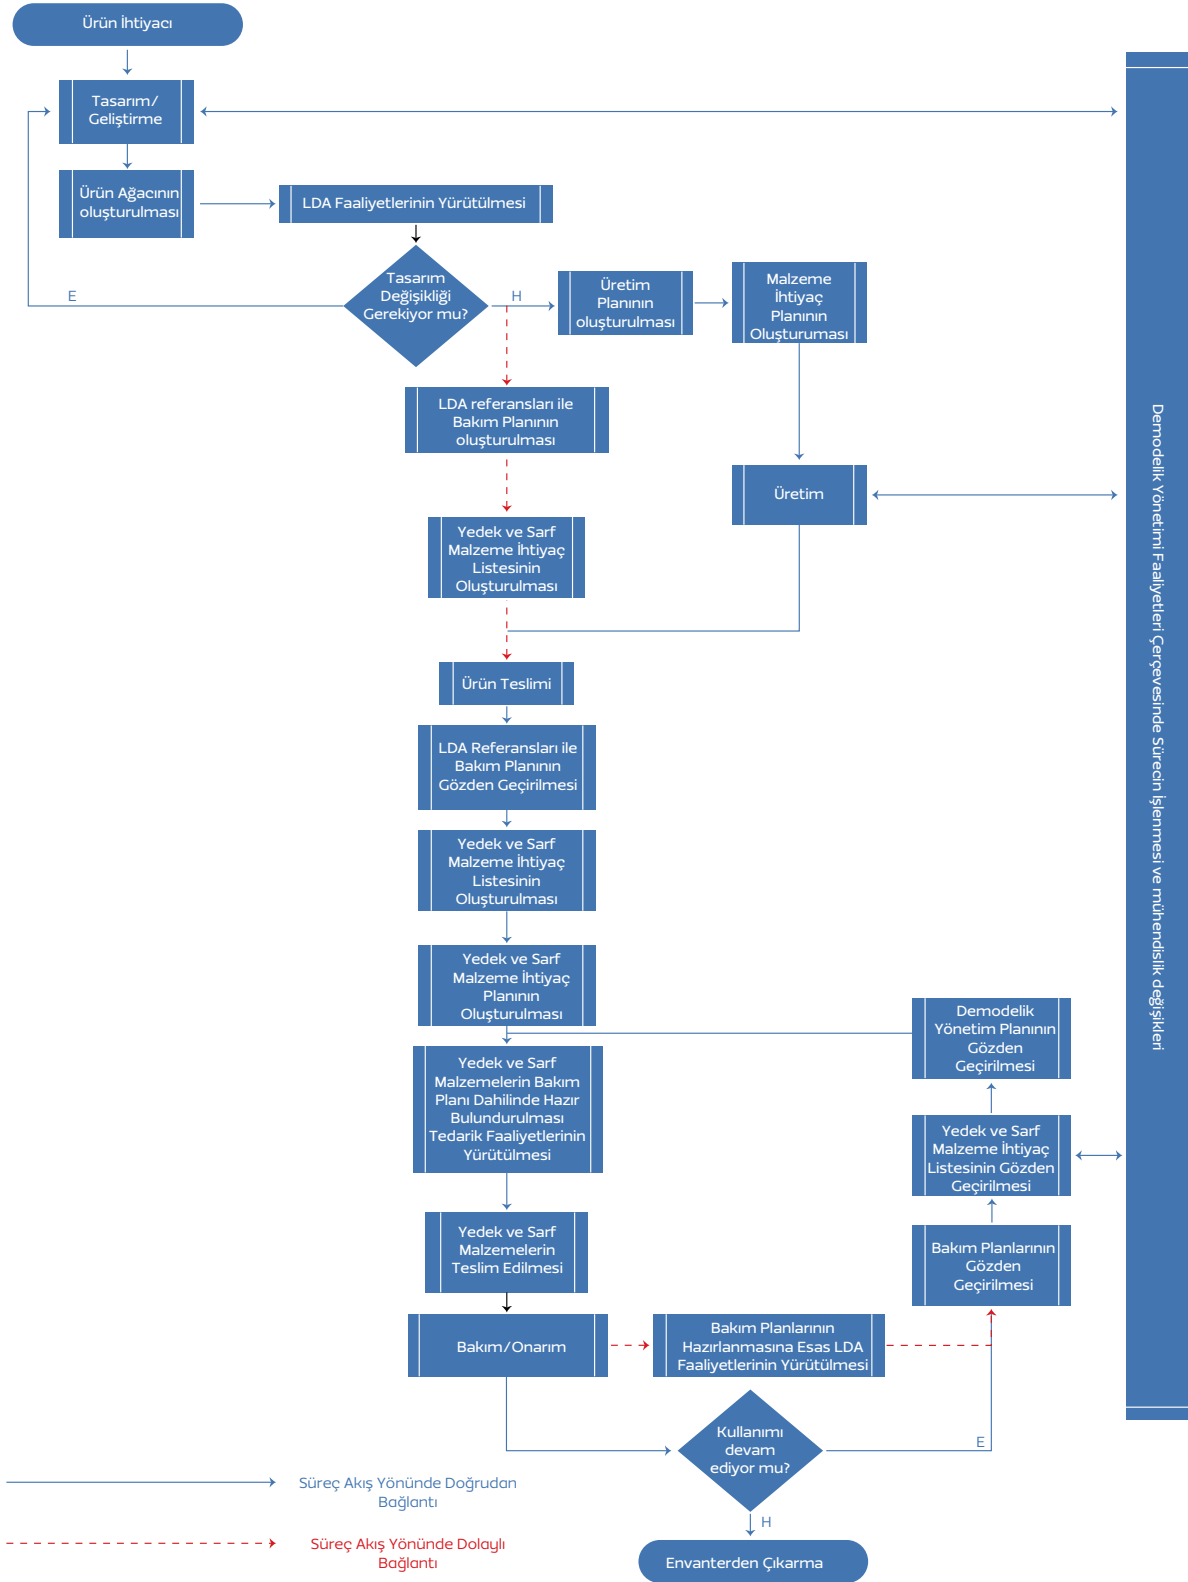 Ürün İhtiyacı
Tasarım/
Geliştirme
Ürün Ağacının
oluşturulması
LDA Faaliyetlerinin Yürütülmesi
Tasarım
Değişikliği
Gerekiyor mu?
E
H
Üretim
Planının
oluşturulması
Malzeme
İhtiyaç
Planının
Oluşturuması
LDA referansları ile
Bakım Planının
oluşturulması
Üretim
Yedek ve Sarf
Malzeme İhtiyaç
Listesinin
Oluşturulması
Ürün Teslimi
LDA Referansları ile
Bakım Planının
Gözden Geçirilmesi
Yedek ve Sarf
Malzeme İhtiyaç
Listesinin
Oluşturulması
Yedek ve Sarf
Malzeme İhtiyaç
Planının
Oluşturulması
Yedek ve Sarf
Malzemelerin Bakım
Planı Dahilinde Hazır
Bulundurulması
Tedarik Faaliyetlerinin
Yürütülmesi
Yedek ve Sarf
Malzemelerin
Teslim Edilmesi
Bakım/Onarım
Bakım Planlarının
Hazırlanmasına Esas LDA
Faaliyetlerinin Yürütülmesi
Demodelik
Yönetim Planının
Gözden
Geçirilmesi
Yedek ve Sarf
Malzeme İhtiyaç
Listesinin Gözden
Geçirilmesi
Bakım Planlarının
Gözden
Geçirilmesi
Kullanımı
devam
ediyor mu?
E
H
Envanterden Çıkarma
Demodelik Yönetimi Faaliyetleri Çerçevesinde Sürecin İşlenmesi ve mühendislik değişikleri
Süreç Akış Yönünde Doğrudan
Bağlantı
Süreç Akış Yönünde Dolaylı
Bağlantı